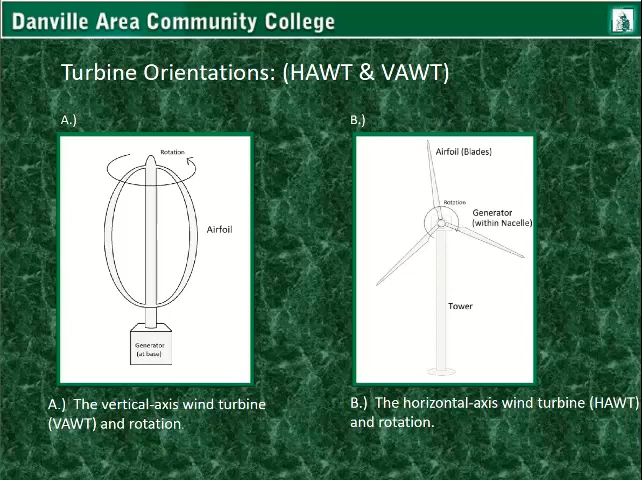 Danville Area Community College
Turbine Orientations: (HAWT & VAWT)
A.)
B.)
Rotation
Airfoil
Generator
(at base)
Airfoil (Blades)
Rotation
Generator
(within Nacelle)
Tower
A.) The vertical-axis wind turbine
(VAWT) and rotation.
B.) The horizontal-axis wind turbine (HAWT)
and rotation.